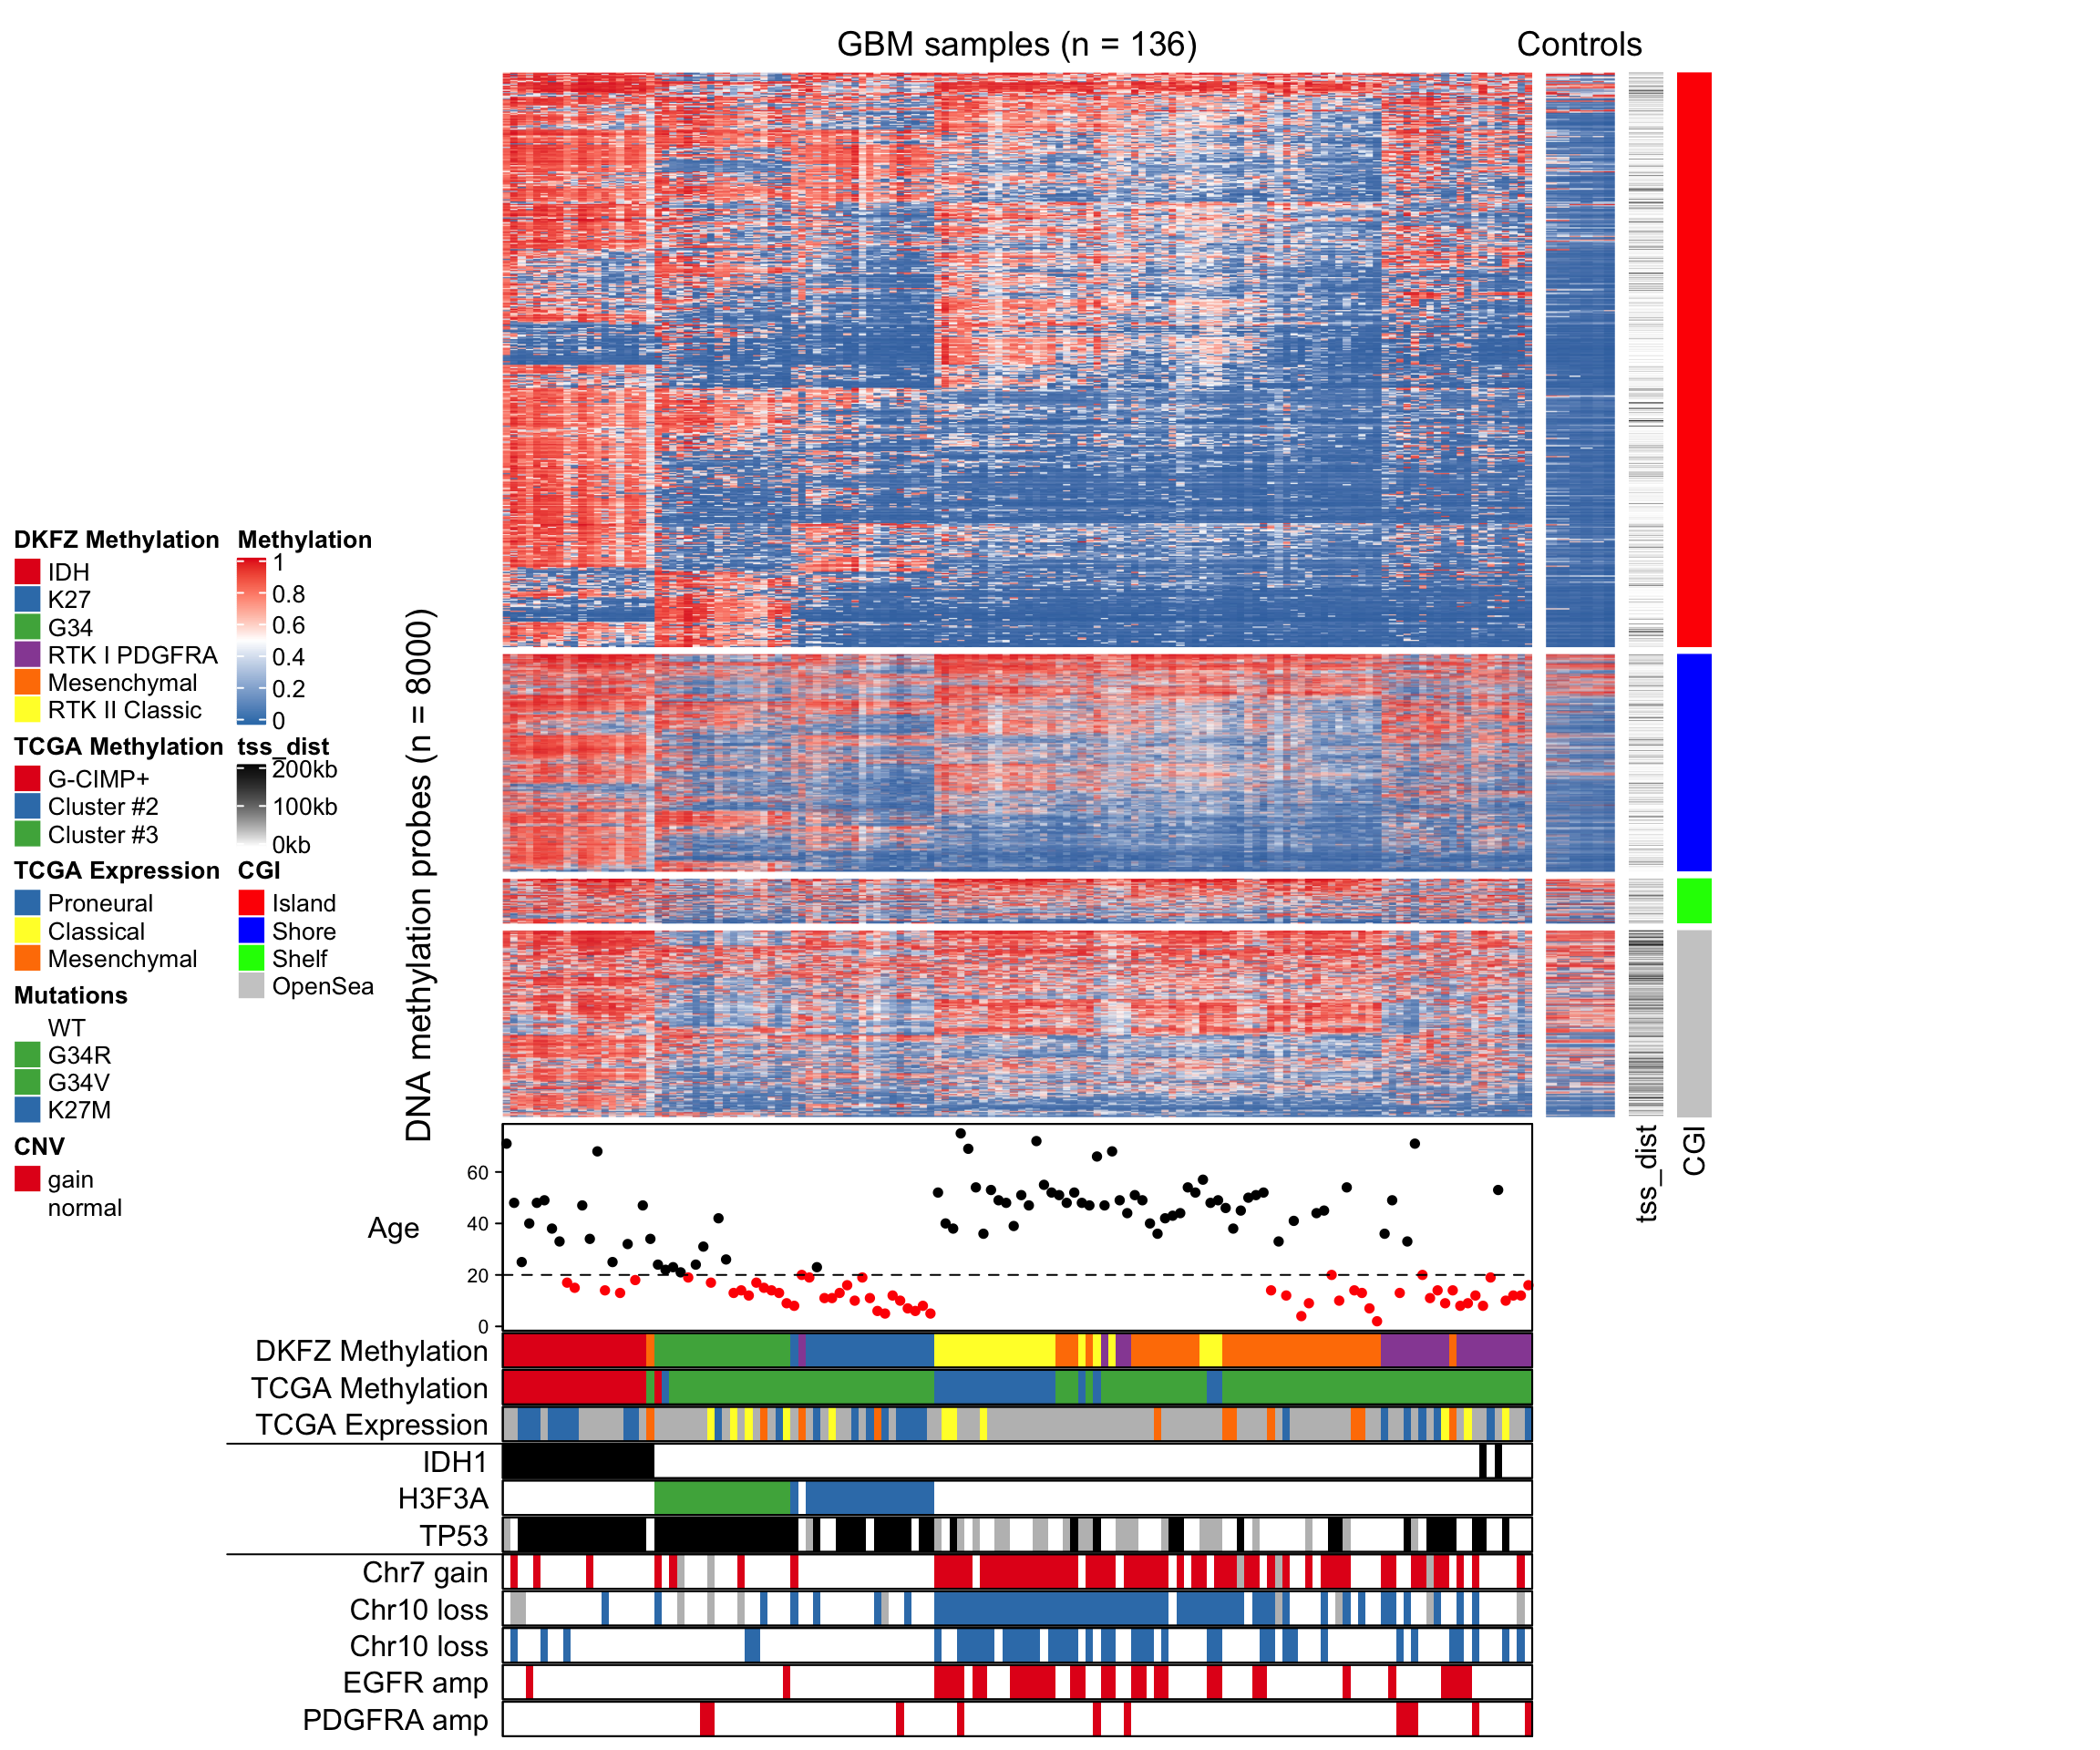 GBM samples (n = 136)
Controls
DNA methylation probes (n = 8000)
DKFZ Methylation
IDH
K27
G34
RTK I PDGFRA
Mesenchymal
RTK II Classic
TCGA Methylation
G-CIMP+
Cluster #2
Cluster #3
TCGA Expression
Proneural
Classical
Mesenchymal
Mutations
WT
G34R
G34V
K27M
CNV
gain
normal
Methylation
1
0.8
0.6
0.4
0.2
0
tss_dist
200kb
100kb
0kb
CGI
Island
Shore
Shelf
OpenSea
tss_dist
CGI
Age
60
40
20
0
DKFZ Methylation
TCGA Methylation
TCGA Expression
IDH1
H3F3A
TP53
Chr7 gain
Chr10 loss
Chr10 loss
EGFR amp
PDGFRA amp